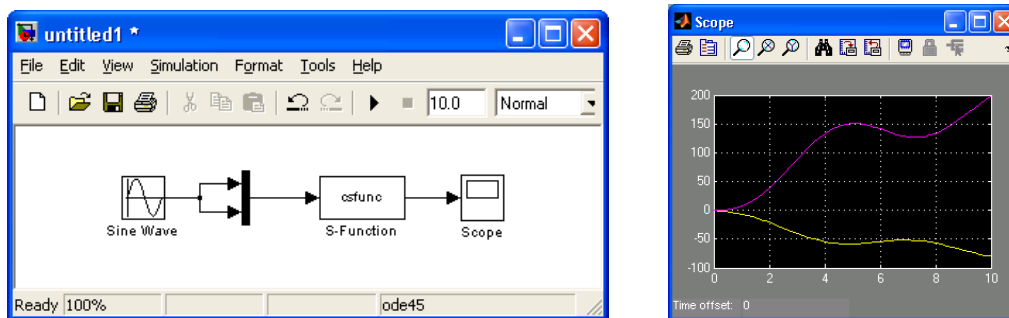 untitled1 *
File Edit View Simulation Format Tools Help
10.0 Normal
csfunc
Sine Wave S-Function Scope
Ready 100% ode45
Scope
200
150
100
50
0
-50
-100
0 2 4 6 8 10
Time offset: 0